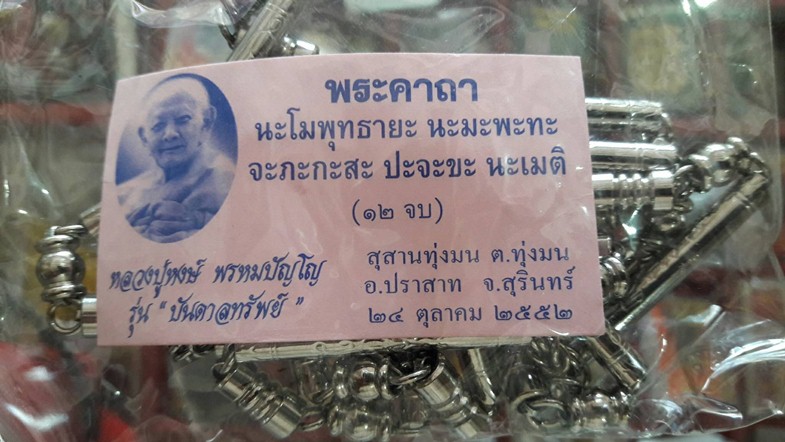 พระคาถา
นะโมพุทธายะ นะมะพะทะ
จะภะกะสะ ปะจะขะ นะเมติ
(๑๒ จบ)
หลวงปู่หงษ์ พรหมปัญโญ
รุ่น “บันดาลทรัพย์”
สุสานทุ่งมน ต.ทุ่งมน
อ.ปราสาท จ.สุรินทร์
๒๔ ตุลาคม ๒๕๕๒